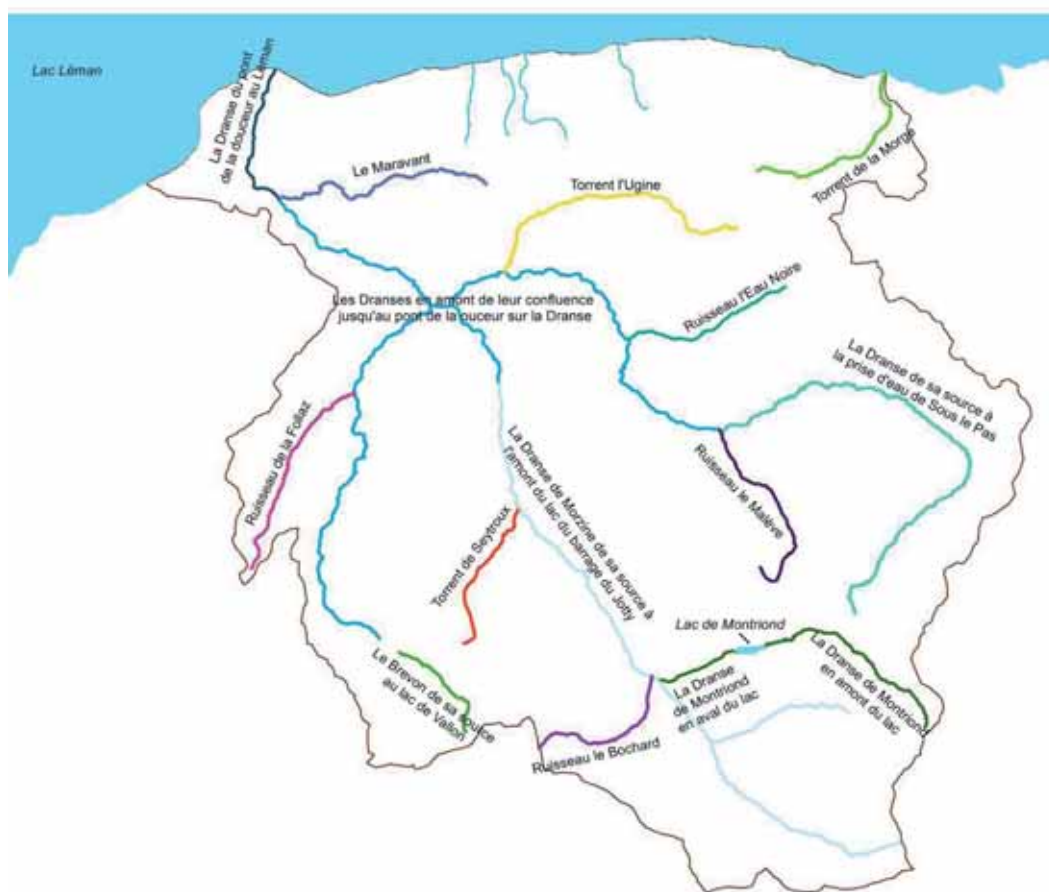 Lac Léman
La Dranse du pont
de la douceur au Léman
Le Maravant
Torrent l'Ugine
Torrent de la Morge
Les Dranses en amont de leur confluence
jusqu'au pont de la ouceur sur la Dranse
Ruisseau l'Eau Noire
La Dranse de sa source à
la prise d'eau de Sous le Pas
Ruisseau de la Follaz
La Dranse de Morzine de sa source à
l'amont du lac du barrage du Jotty
Ruisseau le Malève
Torrent de Seytroux
Lac de Montriond
Le Brevon de sa source
au lac de Vallon
La Dranse
de Montriond
en aval du lac
La Dranse de Montriond
en amont du lac
Ruisseau le Bochard